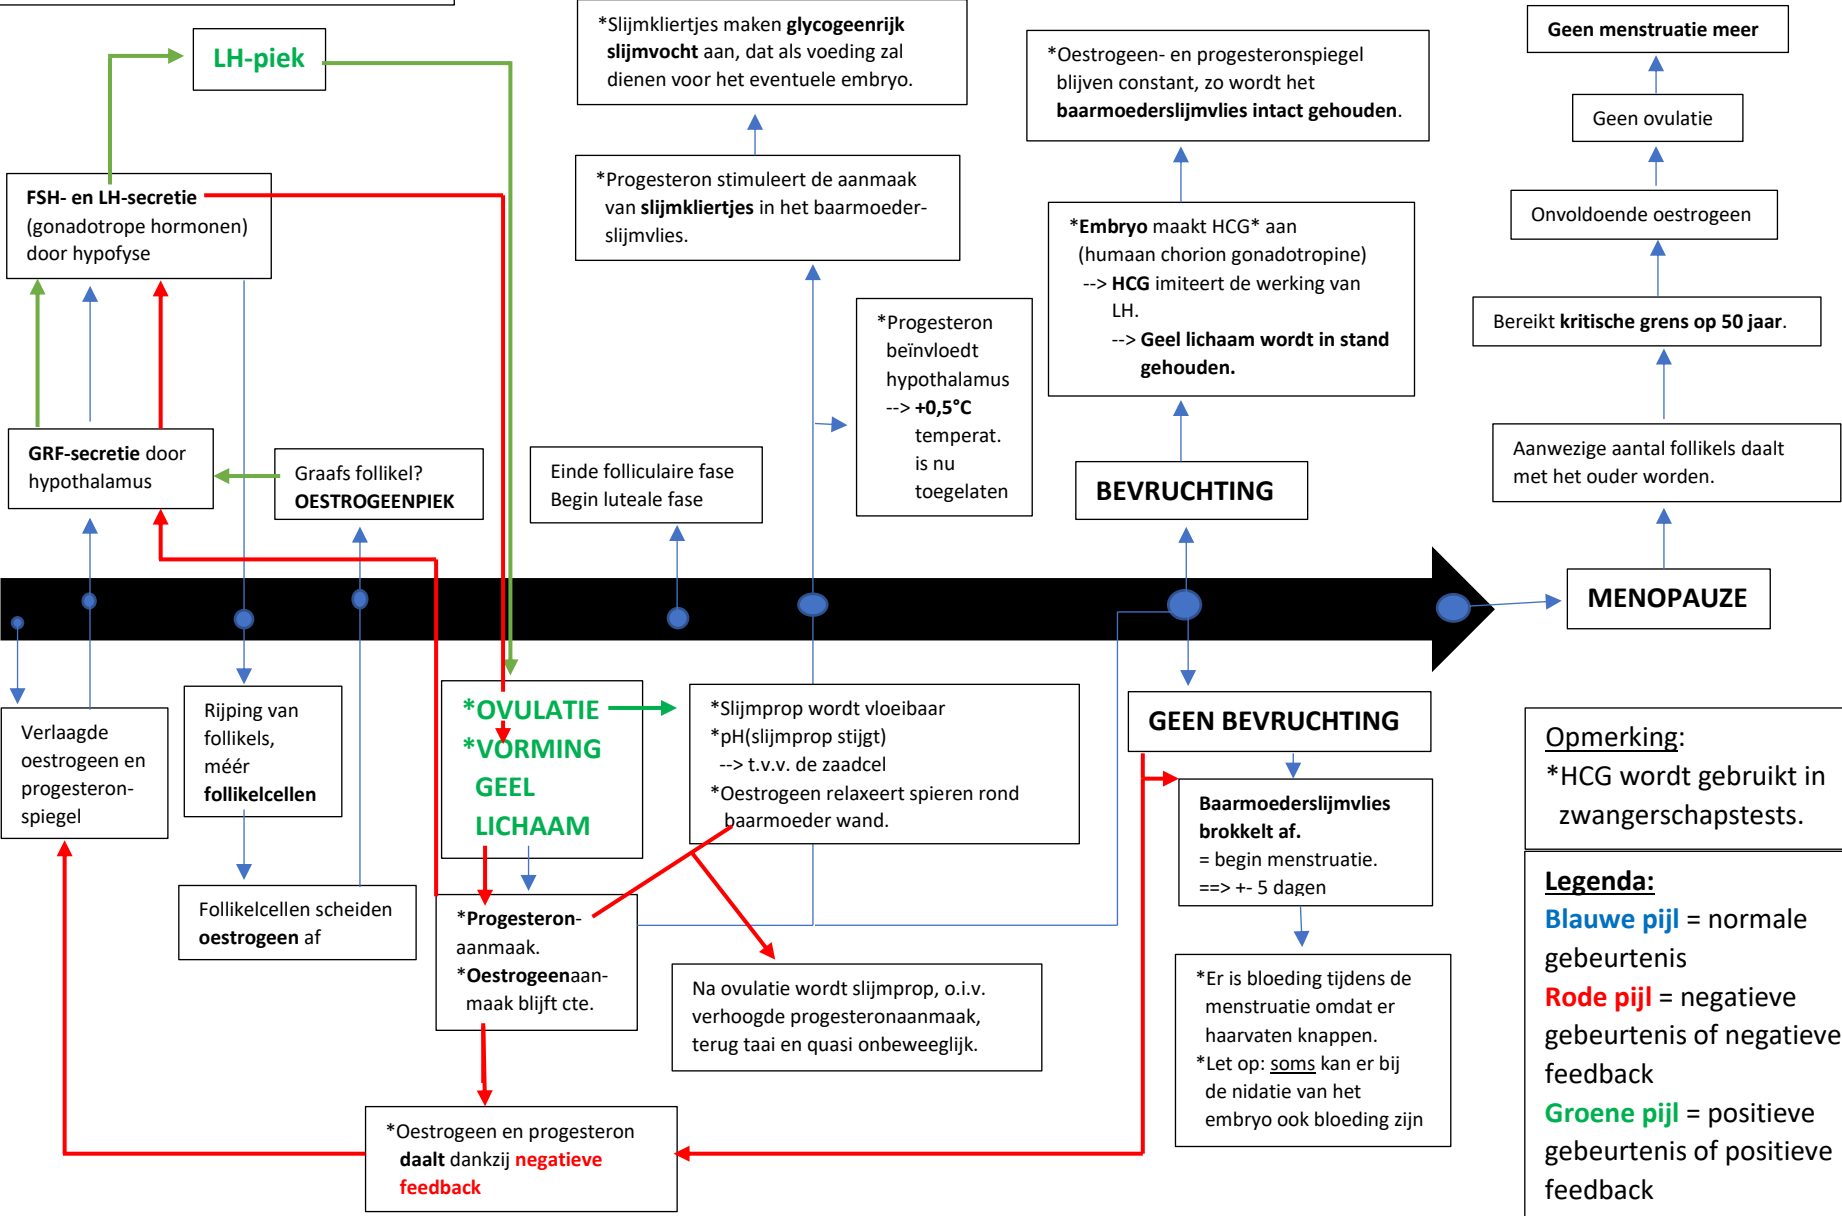 LH-piek
*Slijmkliertjes maken glycogeenrijk
slijmvocht aan, dat als voeding zal
dienen voor het eventuele embryo.
*Oestrogeen- en progesteronspiegel
blijven constant, zo wordt het
baarmoederslijmvlies intact gehouden.
Geen menstruatie meer
Geen ovulatie
FSH- en LH-secretie
(gonadotrope hormonen)
door hypofyse
*Progesteron stimuleert de aanmaak
van slijmkliertjes in het baarmoeder-
slijmvlies.
*Embryo maakt HCG* aan
(humaan chorion gonadotropine)
--> HCG imiteert de werking van
LH.
--> Geel lichaam wordt in stand
gehouden.
Onvoldoende oestrogeen
*Progesteron
beïnvloedt
hypothalamus
--> +0,5°C
temperat.
is nu
toegelaten
Bereikt kritische grens op 50 jaar.
GRF-secretie door
hypothalamus
Graafs follikel?
OESTROGEENPIEK
Einde folliculaire fase
Begin luteale fase
BEVRUCHTING
Aanwezige aantal follikels daalt
met het ouder worden.
MENOPAUZE
Verlaagde
oestrogeen en
progesteron-
spiegel
Rijping van
follikels,
méér
follikelcellen
*OVULATIE
*VORMING
GEEL
LICHAAM
*Slijmprop wordt vloeibaar
*pH(slijmprop stijgt)
--> t.v.v. de zaadcel
*Oestrogeen relaxeert spieren rond
baarmoeder wand.
GEEN BEVRUCHTING
Baarmoederslijmvlies
brokkelt af.
= begin menstruatie.
==> +- 5 dagen
Opmerking:
*HCG wordt gebruikt in
zwangerschapstests.
Follikelcellen scheiden
oestrogeen af
*Progesteron-
aanmaak.
*Oestrogeenaan-
maak blijft cte.
Na ovulatie wordt slijmprop, o.i.v.
verhoogde progesteronaanmaak,
terug taai en quasi onbeweeglijk.
*Er is bloeding tijdens de
menstruatie omdat er
haarvaten knappen.
*Let op: soms kan er bij
de nidatie van het
embryo ook bloeding zijn
*Oestrogeen en progesteron
daalt dankzij negatieve
feedback
Legenda:
Blauwe pijl = normale
gebeurtenis
Rode pijl = negatieve
gebeurtenis of negatieve
feedback
Groene pijl = positieve
gebeurtenis of positieve
feedback